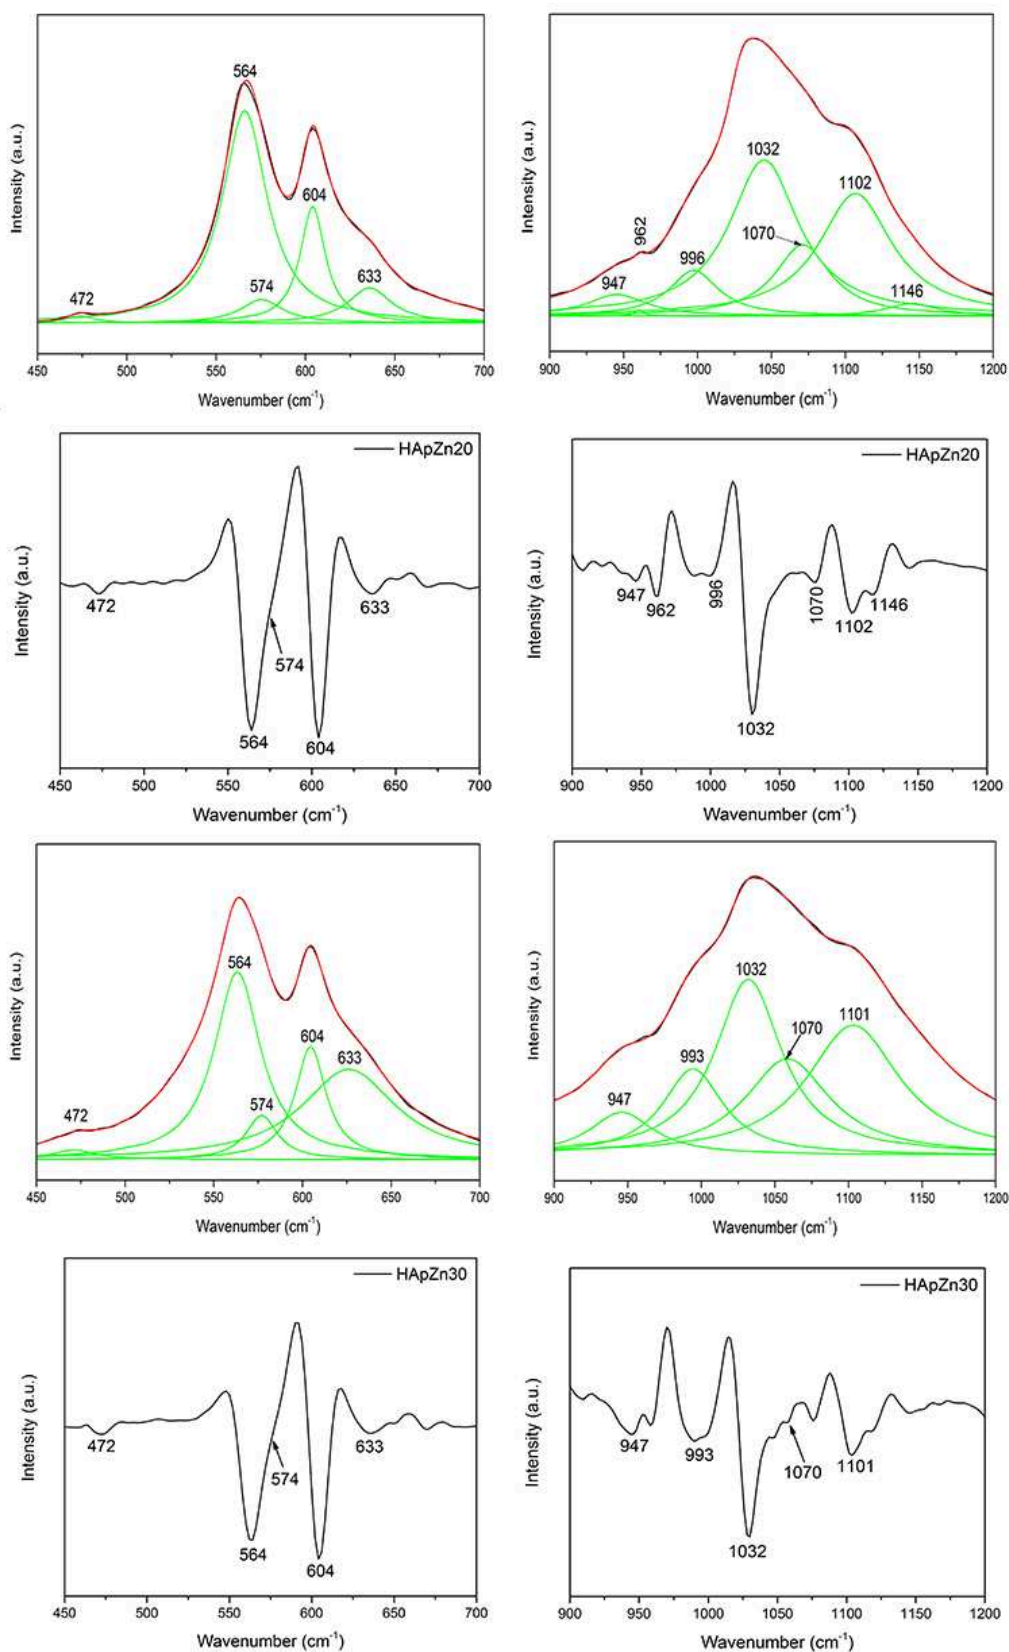 564
604
472
574
633
Intensity (a.u.)
450 500 550 600 650 700
Wavenumber (cm⁻¹)
1032
1102
962
1070
996
947
1146
Intensity (a.u.)
900 950 1000 1050 1100 1150 1200
Wavenumber (cm⁻¹)
HApZn20
472
633
574
564
604
Intensity (a.u.)
450 500 550 600 650 700
Wavenumber (cm⁻¹)
HApZn20
947
962
996
1070
1102
1146
1032
Intensity (a.u.)
900 950 1000 1050 1100 1150 1200
Wavenumber (cm⁻¹)
564
604
633
574
472
Intensity (a.u.)
450 500 550 600 650 700
Wavenumber (cm⁻¹)
1032
1070
1101
993
947
Intensity (a.u.)
900 950 1000 1050 1100 1150 1200
Wavenumber (cm⁻¹)
HApZn30
472
574
633
564
604
Intensity (a.u.)
450 500 550 600 650 700
Wavenumber (cm⁻¹)
HApZn30
947
993
1070
1101
1032
Intensity (a.u.)
900 950 1000 1050 1100 1150 1200
Wavenumber (cm⁻¹)